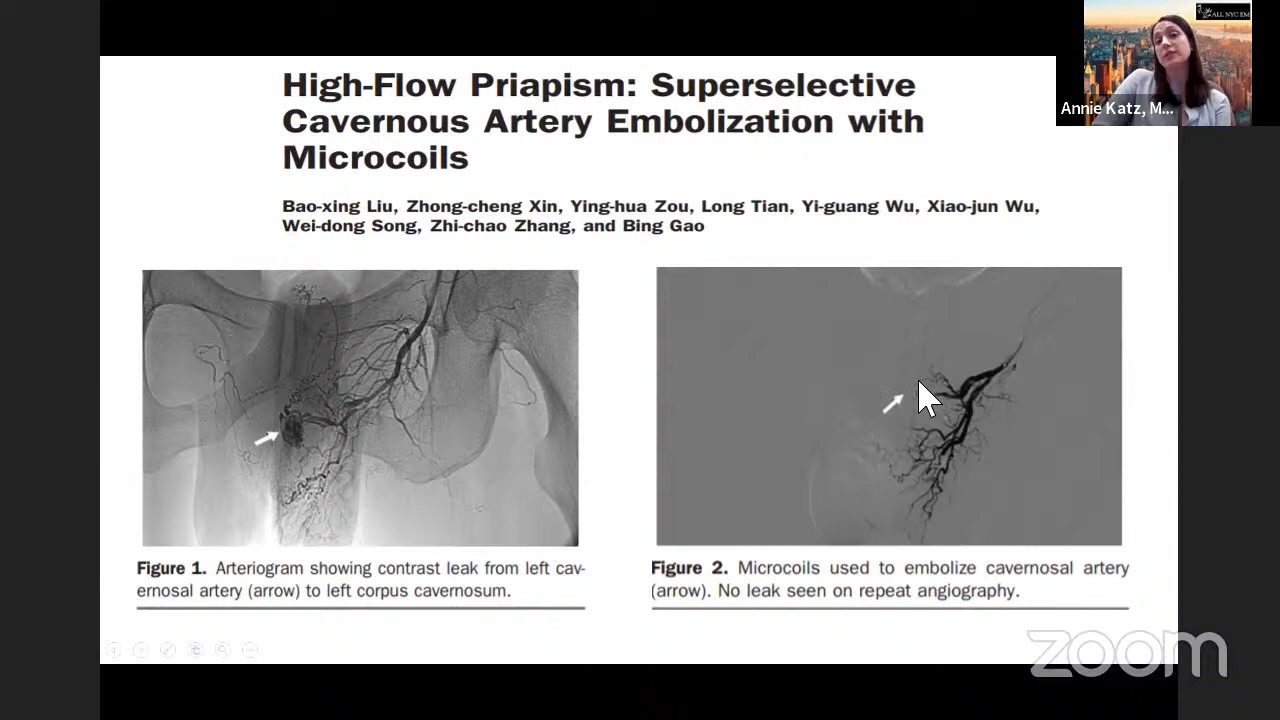 High-Flow Priapism: Superselective
Cavernous Artery Embolization with
Microcoils
Bao-xing Liu, Zhong-cheng Xin, Ying-hua Zou, Long Tian, Yi-guang Wu, Xiao-jun Wu,
Wei-dong Song, Zhi-chao Zhang, and Bing Gao
ALL NYC EM
Annie Katz, M...
Figure 1. Arteriogram showing contrast leak from left cav-
ernosal artery (arrow) to left corpus cavernosum.
Figure 2. Microcoils used to embolize cavernosal artery
(arrow). No leak seen on repeat angiography.
zoom